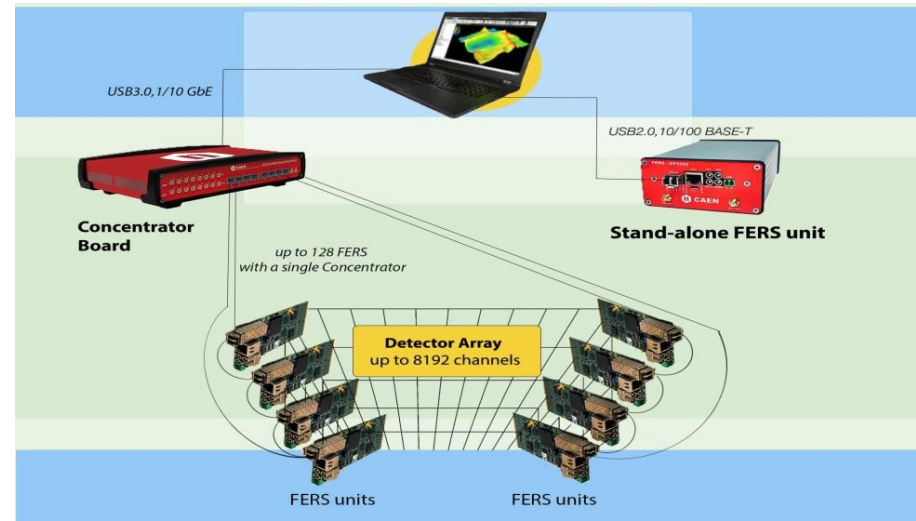 USB3.0,1/10 GbE
USB2.0,10/100 BASE-T
CAEN
Concentrator
Board
Stand-alone FERS unit
up to 128 FERS
with a single Concentrator
Detector Array
up to 8192 channels
FERS units
FERS units